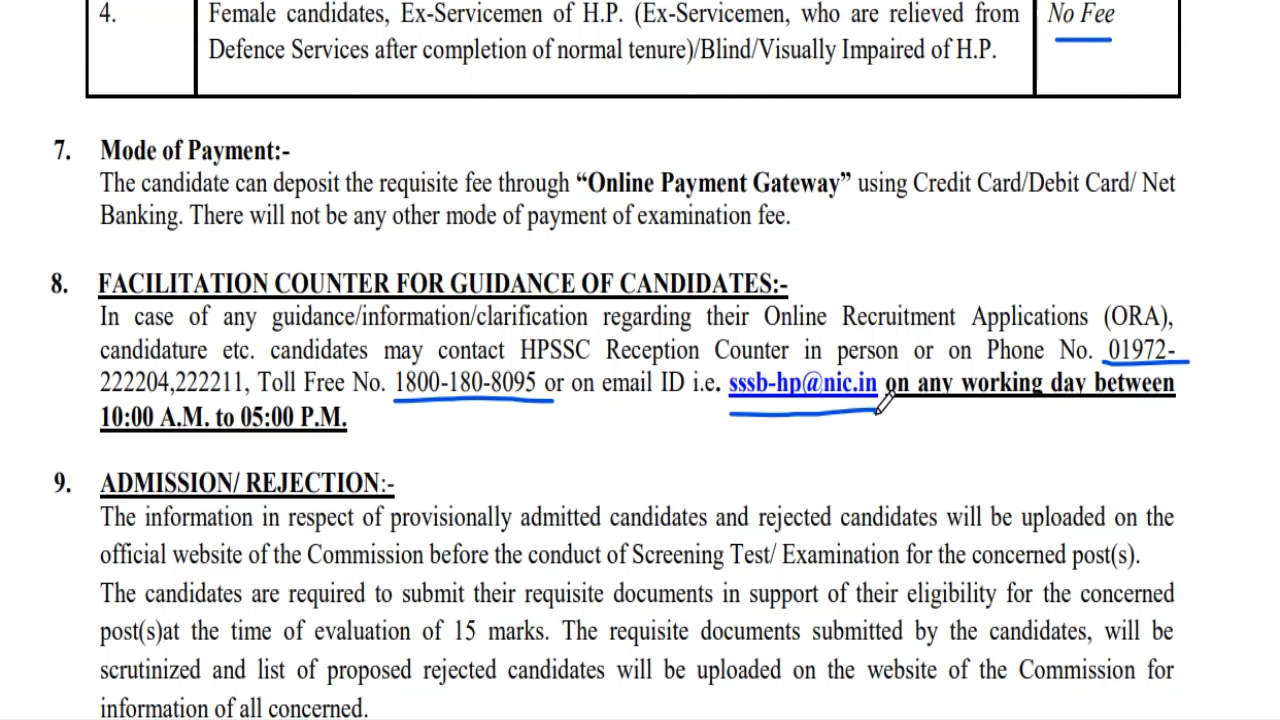 4. Female candidates, Ex-Servicemen of H.P. (Ex-Servicemen, who are relieved from No Fee
Defence Services after completion of normal tenure)/Blind/Visually Impaired of H.P.
7. Mode of Payment:-
The candidate can deposit the requisite fee through “Online Payment Gateway” using Credit Card/Debit Card/ Net
Banking. There will not be any other mode of payment of examination fee.
8. FACILITATION COUNTER FOR GUIDANCE OF CANDIDATES:-
In case of any guidance/information/clarification regarding their Online Recruitment Applications (ORA),
candidature etc. candidates may contact HPSSC Reception Counter in person or on Phone No. 01972-
222204,222211, Toll Free No. 1800-180-8095 or on email ID i.e. sssb-hp@nic.in on any working day between
10:00 A.M. to 05:00 P.M.
9. ADMISSION/ REJECTION:-
The information in respect of provisionally admitted candidates and rejected candidates will be uploaded on the
official website of the Commission before the conduct of Screening Test/ Examination for the concerned post(s).
The candidates are required to submit their requisite documents in support of their eligibility for the concerned
post(s)at the time of evaluation of 15 marks. The requisite documents submitted by the candidates, will be
scrutinized and list of proposed rejected candidates will be uploaded on the website of the Commission for
information of all concerned.